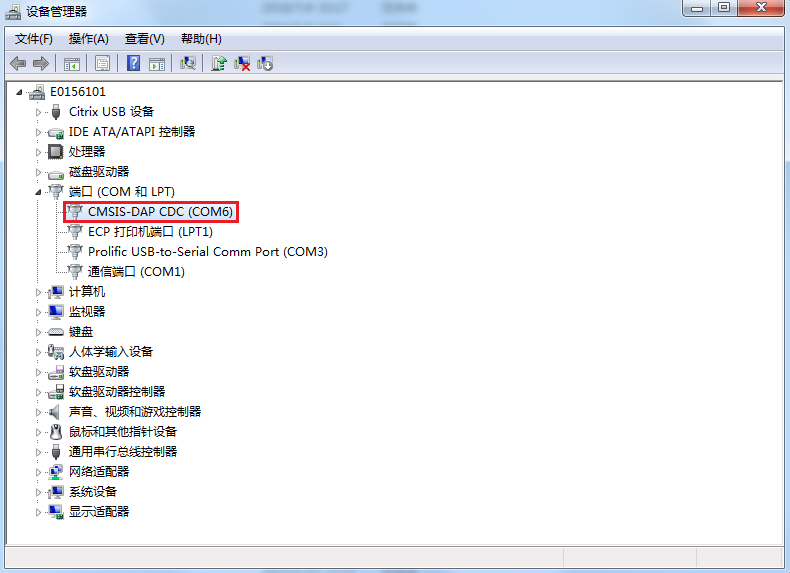 设备管理器
文件(F) 操作(A) 查看(V) 帮助(H)
E0156101
Citrix USB 设备
IDE ATA/ATAPI 控制器
处理器
磁盘驱动器
端口 (COM 和 LPT)
CMSIS-DAP CDC (COM6)
ECP 打印机端口 (LPT1)
Prolific USB-to-Serial Comm Port (COM3)
通信端口 (COM1)
计算机
监视器
键盘
人体学输入设备
软盘驱动器
软盘驱动器控制器
声音、视频和游戏控制器
鼠标和其他指针设备
通用串行总线控制器
网络适配器
系统设备
显示适配器